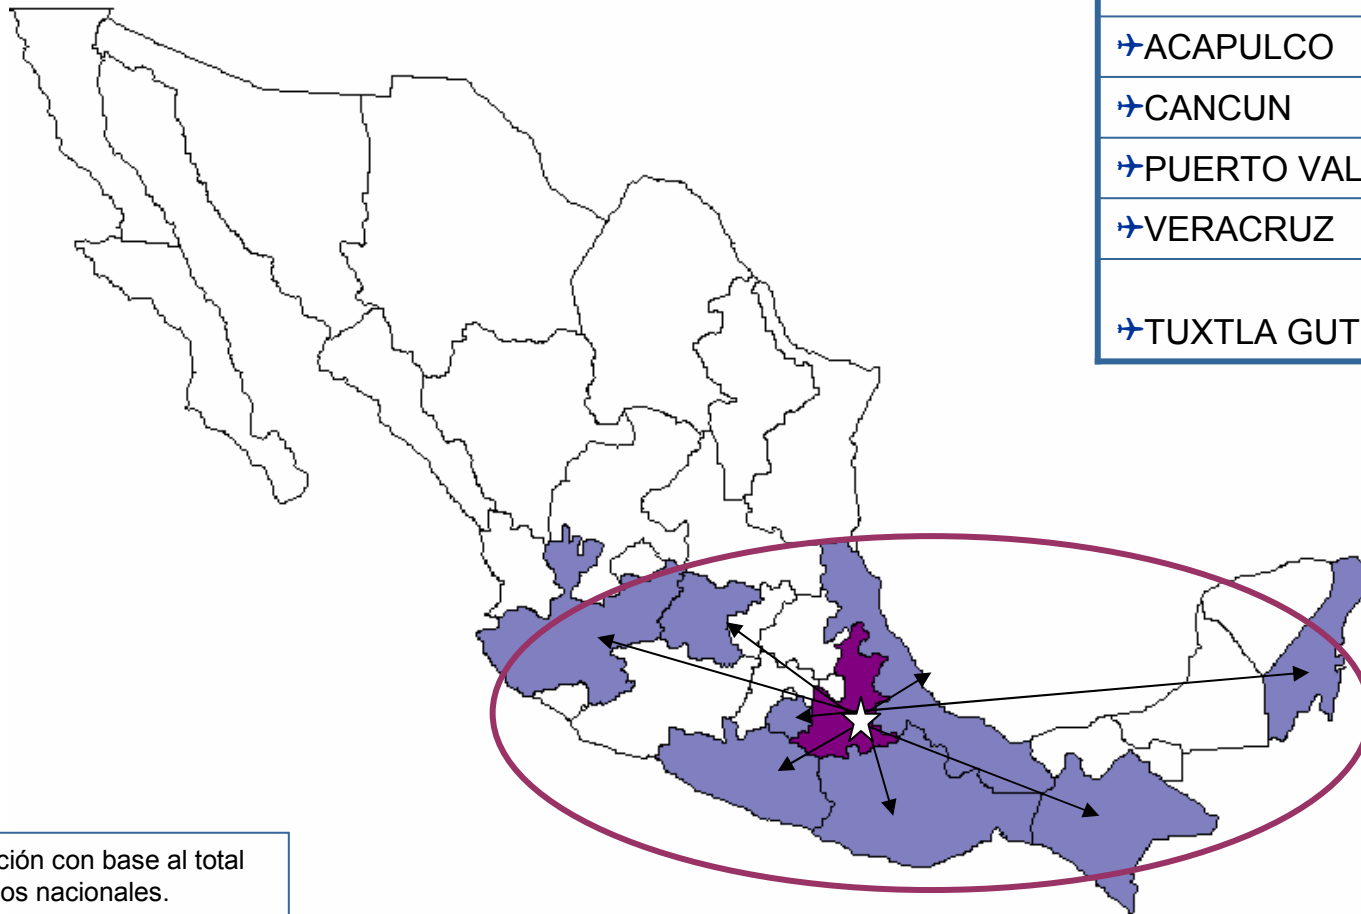 ✈ACAPULCO
✈CANCUN
✈PUERTO VAL
✈VERACRUZ
✈TUXTLA GUT
ción con base al total
os nacionales.